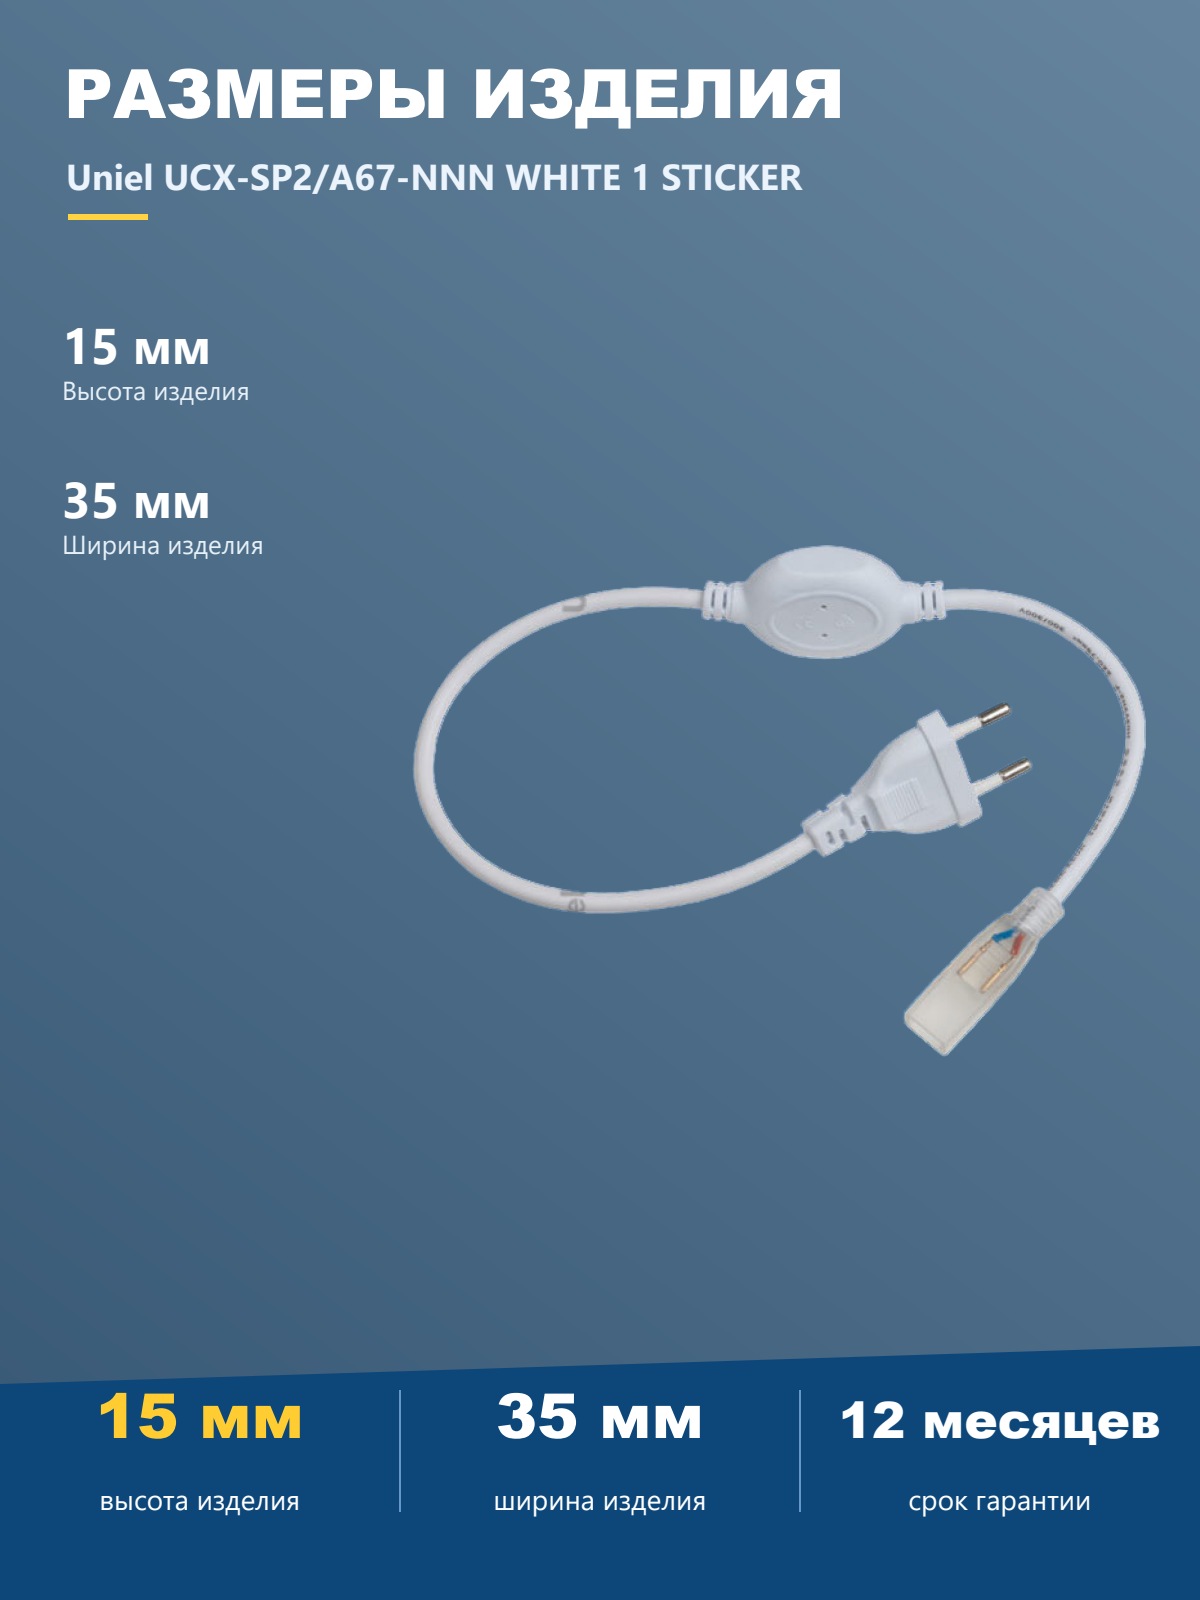 РАЗМЕРЫ ИЗДЕЛИЯ
Uniel UCX-SP2/A67-NNN WHITE 1 STICKER
15 мм
Высота изделия
35 мм
Ширина изделия
15 мм
высота изделия
35 мм
ширина изделия
12 месяцев
срок гарантии